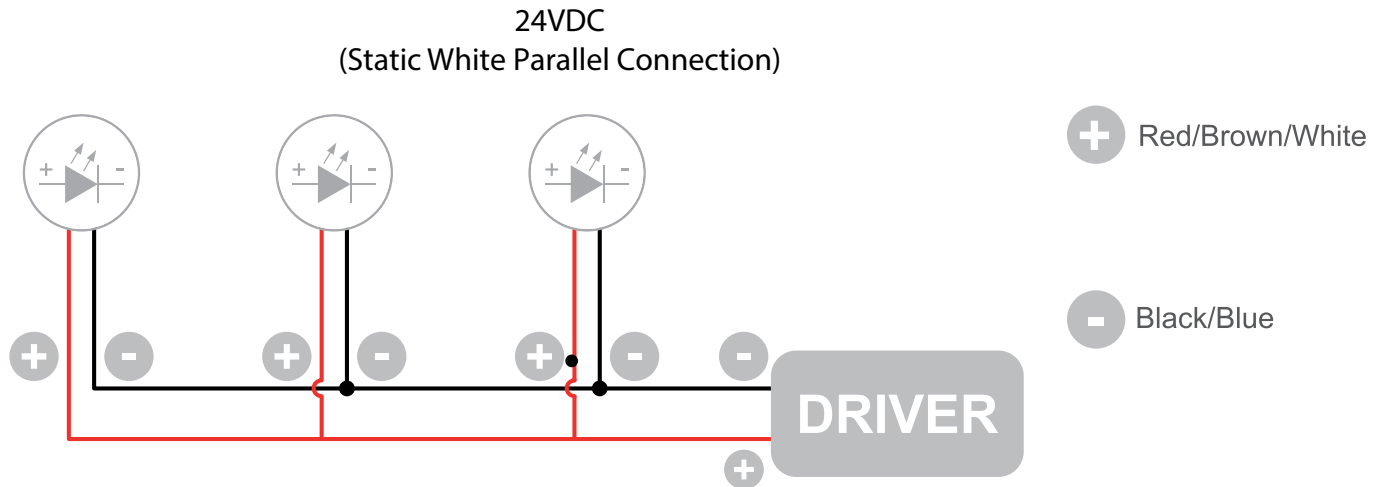 24VDC
(Static White Parallel Connection)
+ -
+ -
+ -
+ Red/Brown/White
- Black/Blue
+ -
+ -
+ -
-
DRIVER
+